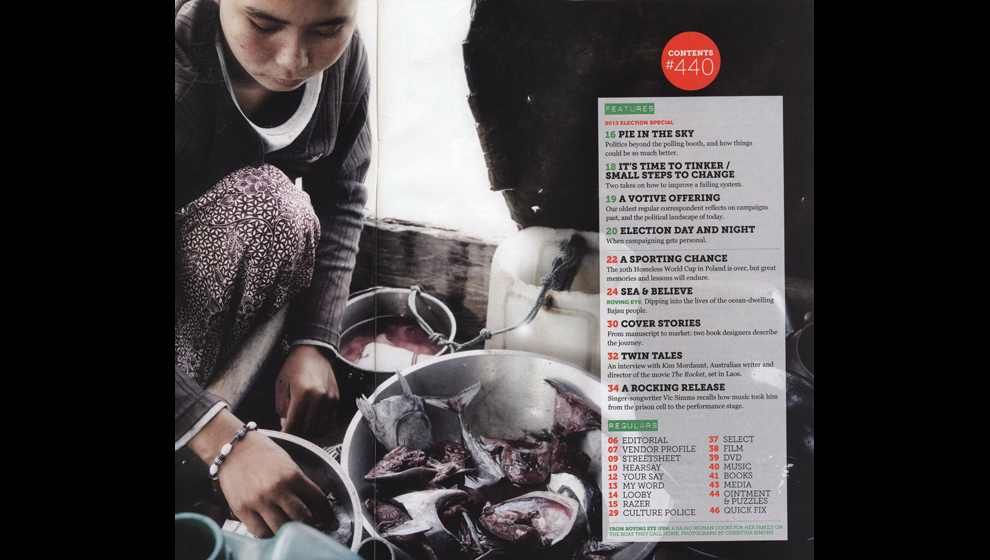 CONTENTS
#440
FEATURES
2013 ELECTION SPECIAL
16 PIE IN THE SKY
Politics beyond the polling booth, and how things
could be so much better.
18 IT'S TIME TO TINKER /
SMALL STEPS TO CHANGE
Two takes on how to improve a failing system.
19 A VOTIVE OFFERING
Our oldest regular correspondent reflects on campaigns
past, and the political landscape of today.
20 ELECTION DAY AND NIGHT
When campaigning gets personal.
22 A SPORTING CHANCE
The 10th Homeless World Cup in Poland is over, but great
memories and lessons will endure.
24 SEA & BELIEVE
ROVING EYE Dipping into the lives of the ocean-dwelling
Bajau people.
30 COVER STORIES
From manuscript to market: two book designers describe
the journey.
32 TWIN TALES
An interview with Kim Mordaunt, Australian writer and
director of the movie The Rocket, set in Laos.
34 A ROCKING RELEASE
Singer-songwriter Vic Simms recalls how music took him
from the prison cell to the performance stage.
REGULARS
06 EDITORIAL
07 VENDOR PROFILE
09 STREETSHEET
10 HEARSAY
12 YOUR SAY
13 MY WORD
14 LOOBY
15 RAZER
29 CULTURE POLICE
37 SELECT
38 FILM
39 DVD
40 MUSIC
41 BOOKS
43 MEDIA
44 OINTMENT
& PUZZLES
46 QUICK FIX
FROM ROVING EYE (P24) A BAJAU WOMAN COOKS FOR HER FAMILY ON
THE BOAT THEY CALL HOME. PHOTOGRAPH BY CHRISTINA SIMONS